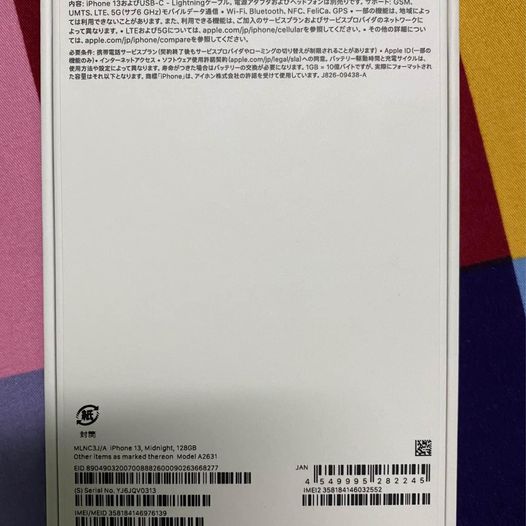 内容: iPhone 13およびUSB-C - Lightningケーブル。電源アダプタおよびヘッドフォンは別売りです。サポート: GSM,
UMTS, LTE, 5G(サブ6 GHz)モバイルデータ通信 • Wi-Fi, Bluetooth, NFC, FeliCa, GPS • 一部の機能は、地域によっ
ては利用できないことがあります。また、利用できる機能は、ご加入のサービスプランおよびサービスプロバイダのネットワークに
よって異なります。• LTEおよび5Gについては、apple.com/jp/iphone/cellularを参照してください。• その他の詳細につい
ては、apple.com/jp/iphone/compareを参照してください。
必要条件: 携帯電話サービスプラン(契約終了後もサービスプロバイダやローミングの切り替えが制限されることがあります) • Apple ID(一部の
機能のみ) • インターネットアクセス • ソフトウェア使用許諾契約(apple.com/jp/legal/sla)への同意。バッテリー駆動時間と充電サイクルは、
使用方法や設定によって異なります。寿命がつきた場合はバッテリーの交換が必要になります。1GB = 10億バイトですが、実際にフォーマットされ
た容量はそれ以下となります。商標「iPhone」は、アイホン株式会社の許諾を受けて使用しています。 J826-09438-A
紙
封筒
MLNC3J/A iPhone 13, Midnight, 128GB
Other items as marked thereon Model A2631
EID 89049032007008882600090263668277
(S) Serial No. YJ6JQV0313
IMEI/MEID 358184146976139
JAN
4 549995 282245
IMEI2 358184146032552